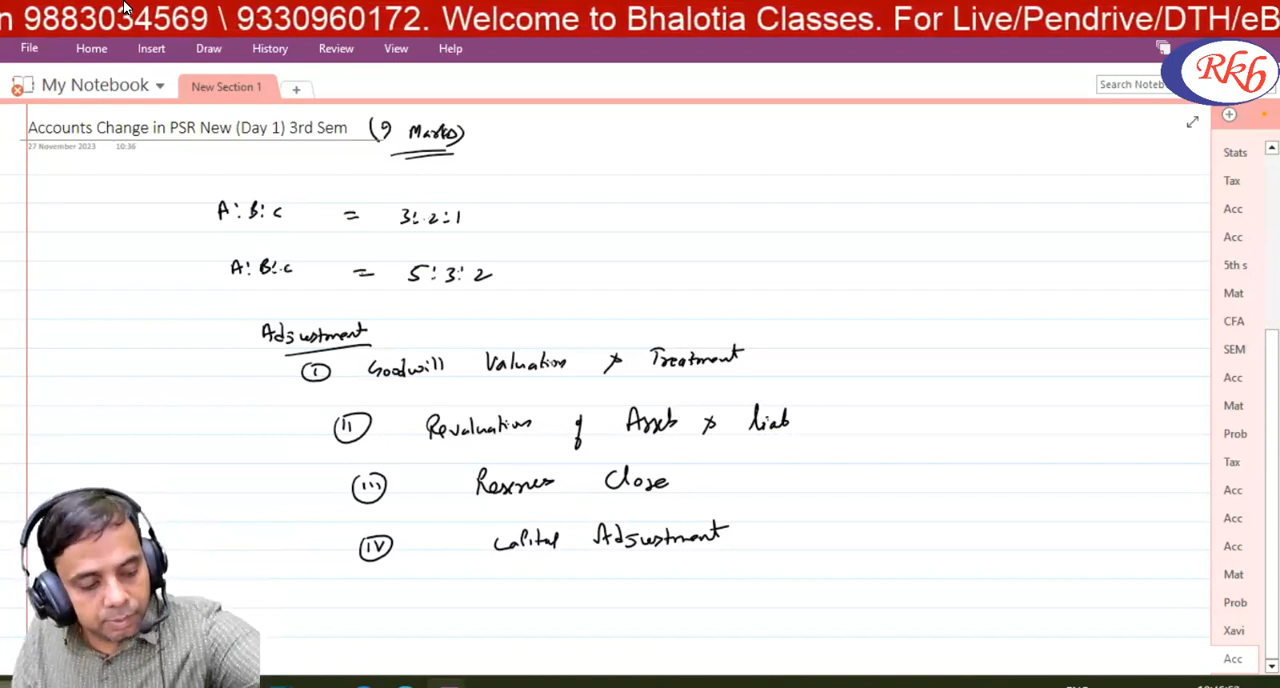 n 9883034569 \ 9330960172. Welcome to Bhalotia Classes. For Live/Pendrive/DTH/eB
File Home Insert Draw History Review View Help
Rkb
My Notebook New Section 1 Search Noteb
Accounts Change in PSR New (Day 1) 3rd Sem (9 Marks)
27 November 2023 10:36
A:B:C = 3:2:1
A:B:C = 5:3:2
Adjustment
(i) Goodwill Valuation & Treatment
(ii) Revaluation of Asset & liab
(iii) Reserves Close
(iv) Capital Adjustment
Stats
Tax
Acc
Acc
5th s
Mat
CFA
SEM
Acc
Mat
Prob
Tax
Acc
Acc
Acc
Mat
Prob
Xavi
Acc